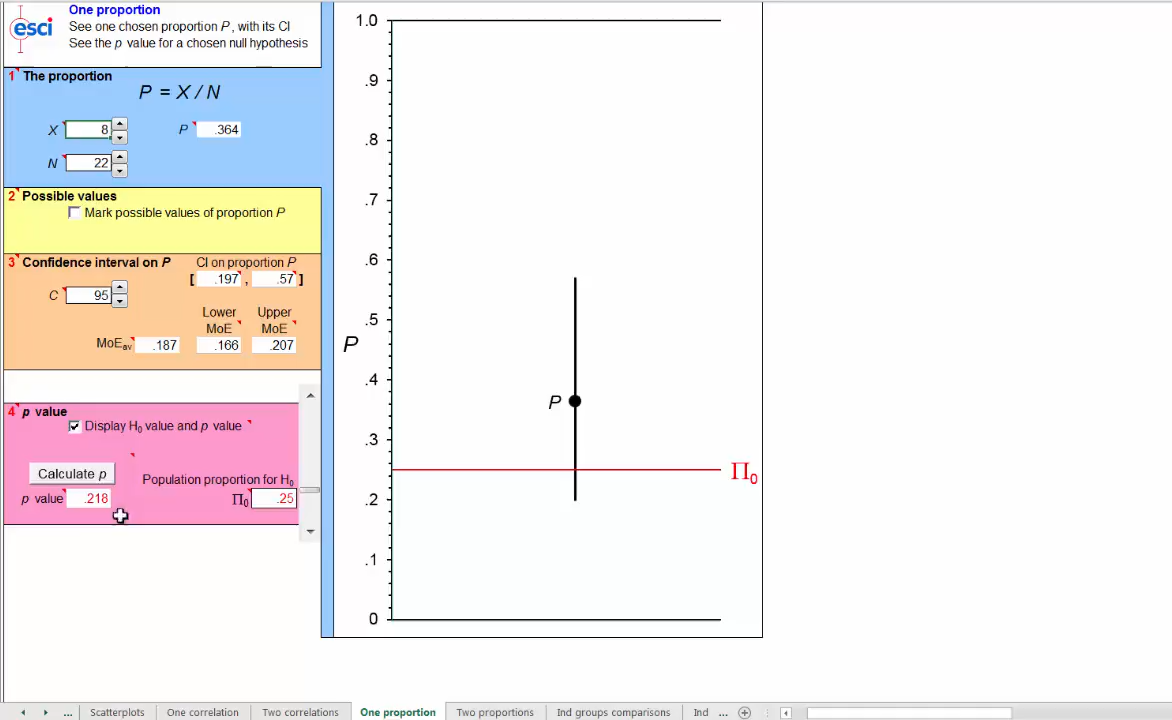 esci
One proportion
See one chosen proportion P, with its CI
See the p value for a chosen null hypothesis
1 The proportion
P = X / N
X 8 P .364
N 22
2 Possible values
Mark possible values of proportion P
3 Confidence interval on P CI on proportion P
[ .197 , .57 ]
C 95
Lower Upper
MoE MoE
MoEav .187 .166 .207
4 p value
Display H0 value and p value
Calculate p Population proportion for H0
p value .218 Π0 .25
1.0
.9
.8
.7
.6
.5
.4
.3
.2
.1
0
P
P
Π0
... Scatterplots One correlation Two correlations One proportion Two proportions Ind groups comparisons Ind ...